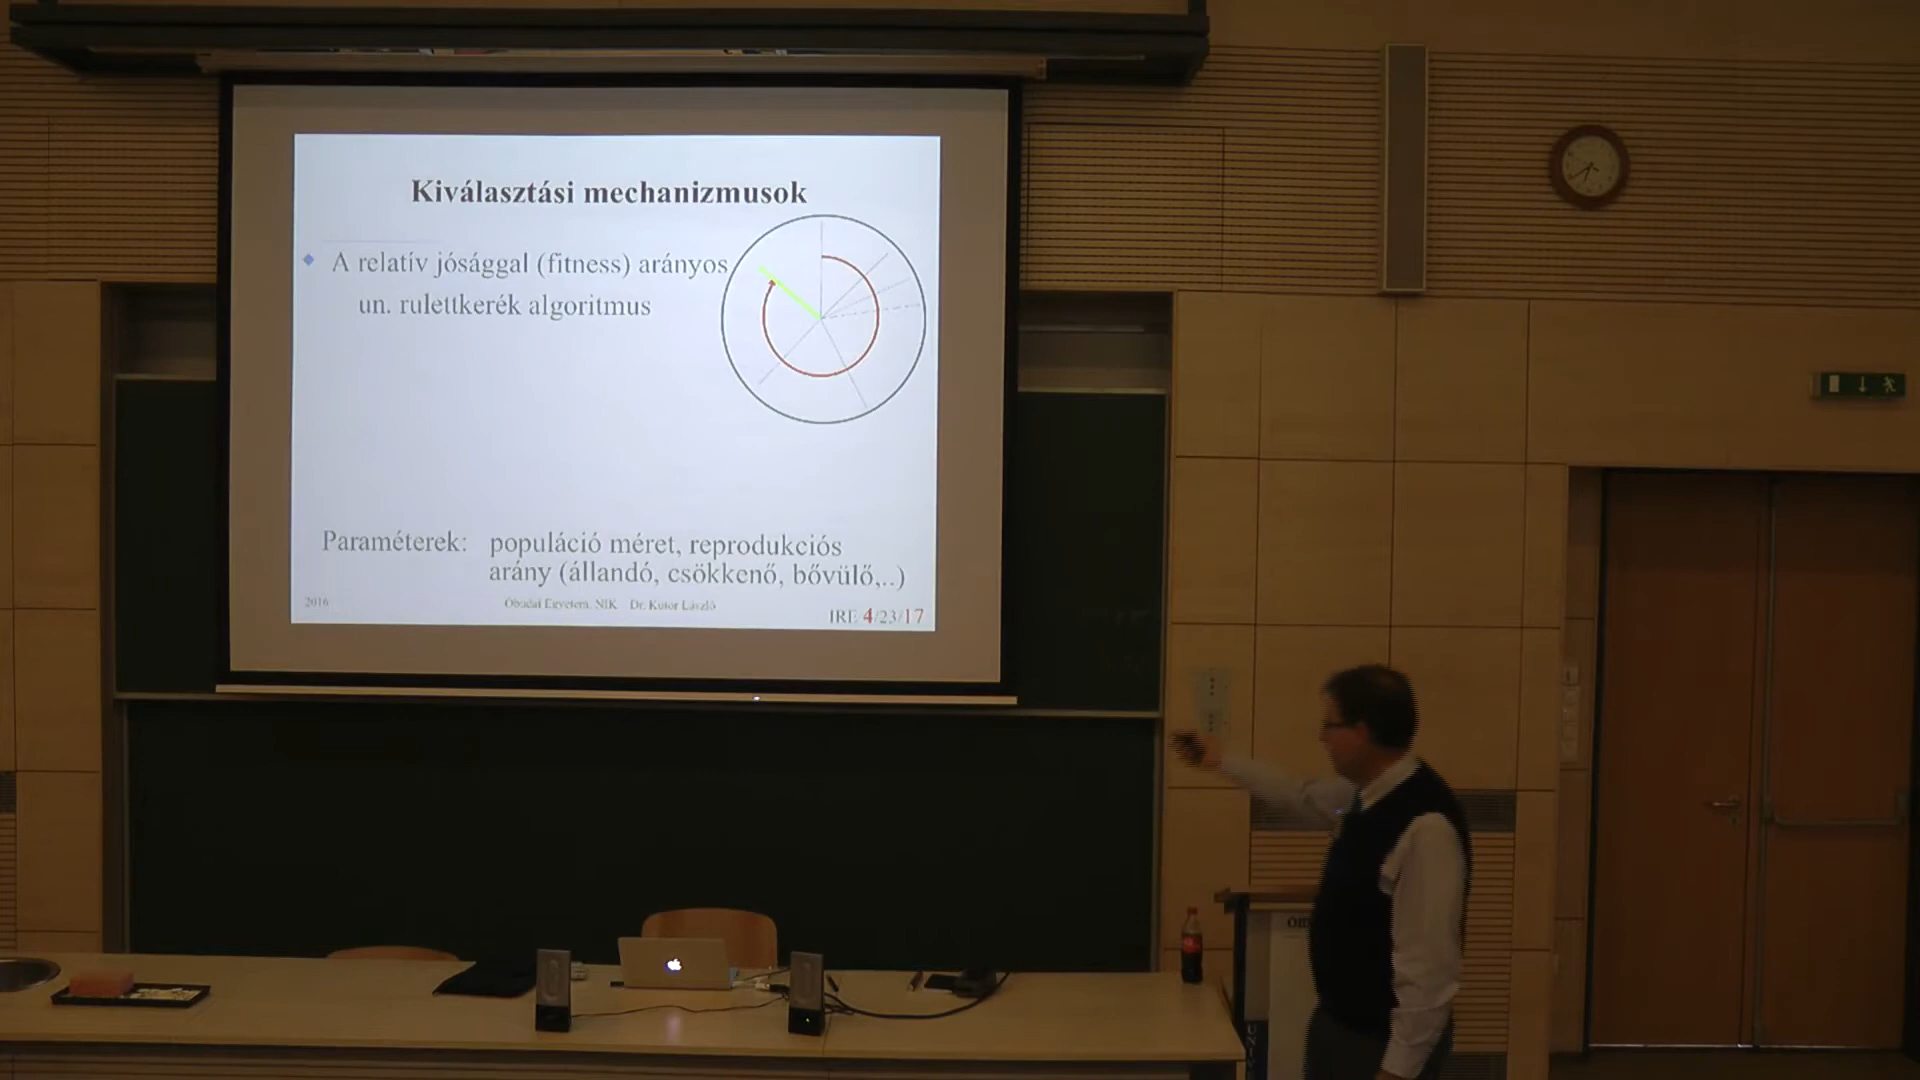 Kiválasztási mechanizmusok
A relatív jósággal (fitness) arányos
un. rulettkerék algoritmus
Paraméterek: populáció méret, reprodukciós
arány (állandó, csökkenő, bővülő,..)
2016
Óbudai Egyetem, NIK Dr. Kutor László
IRE 4/23/17